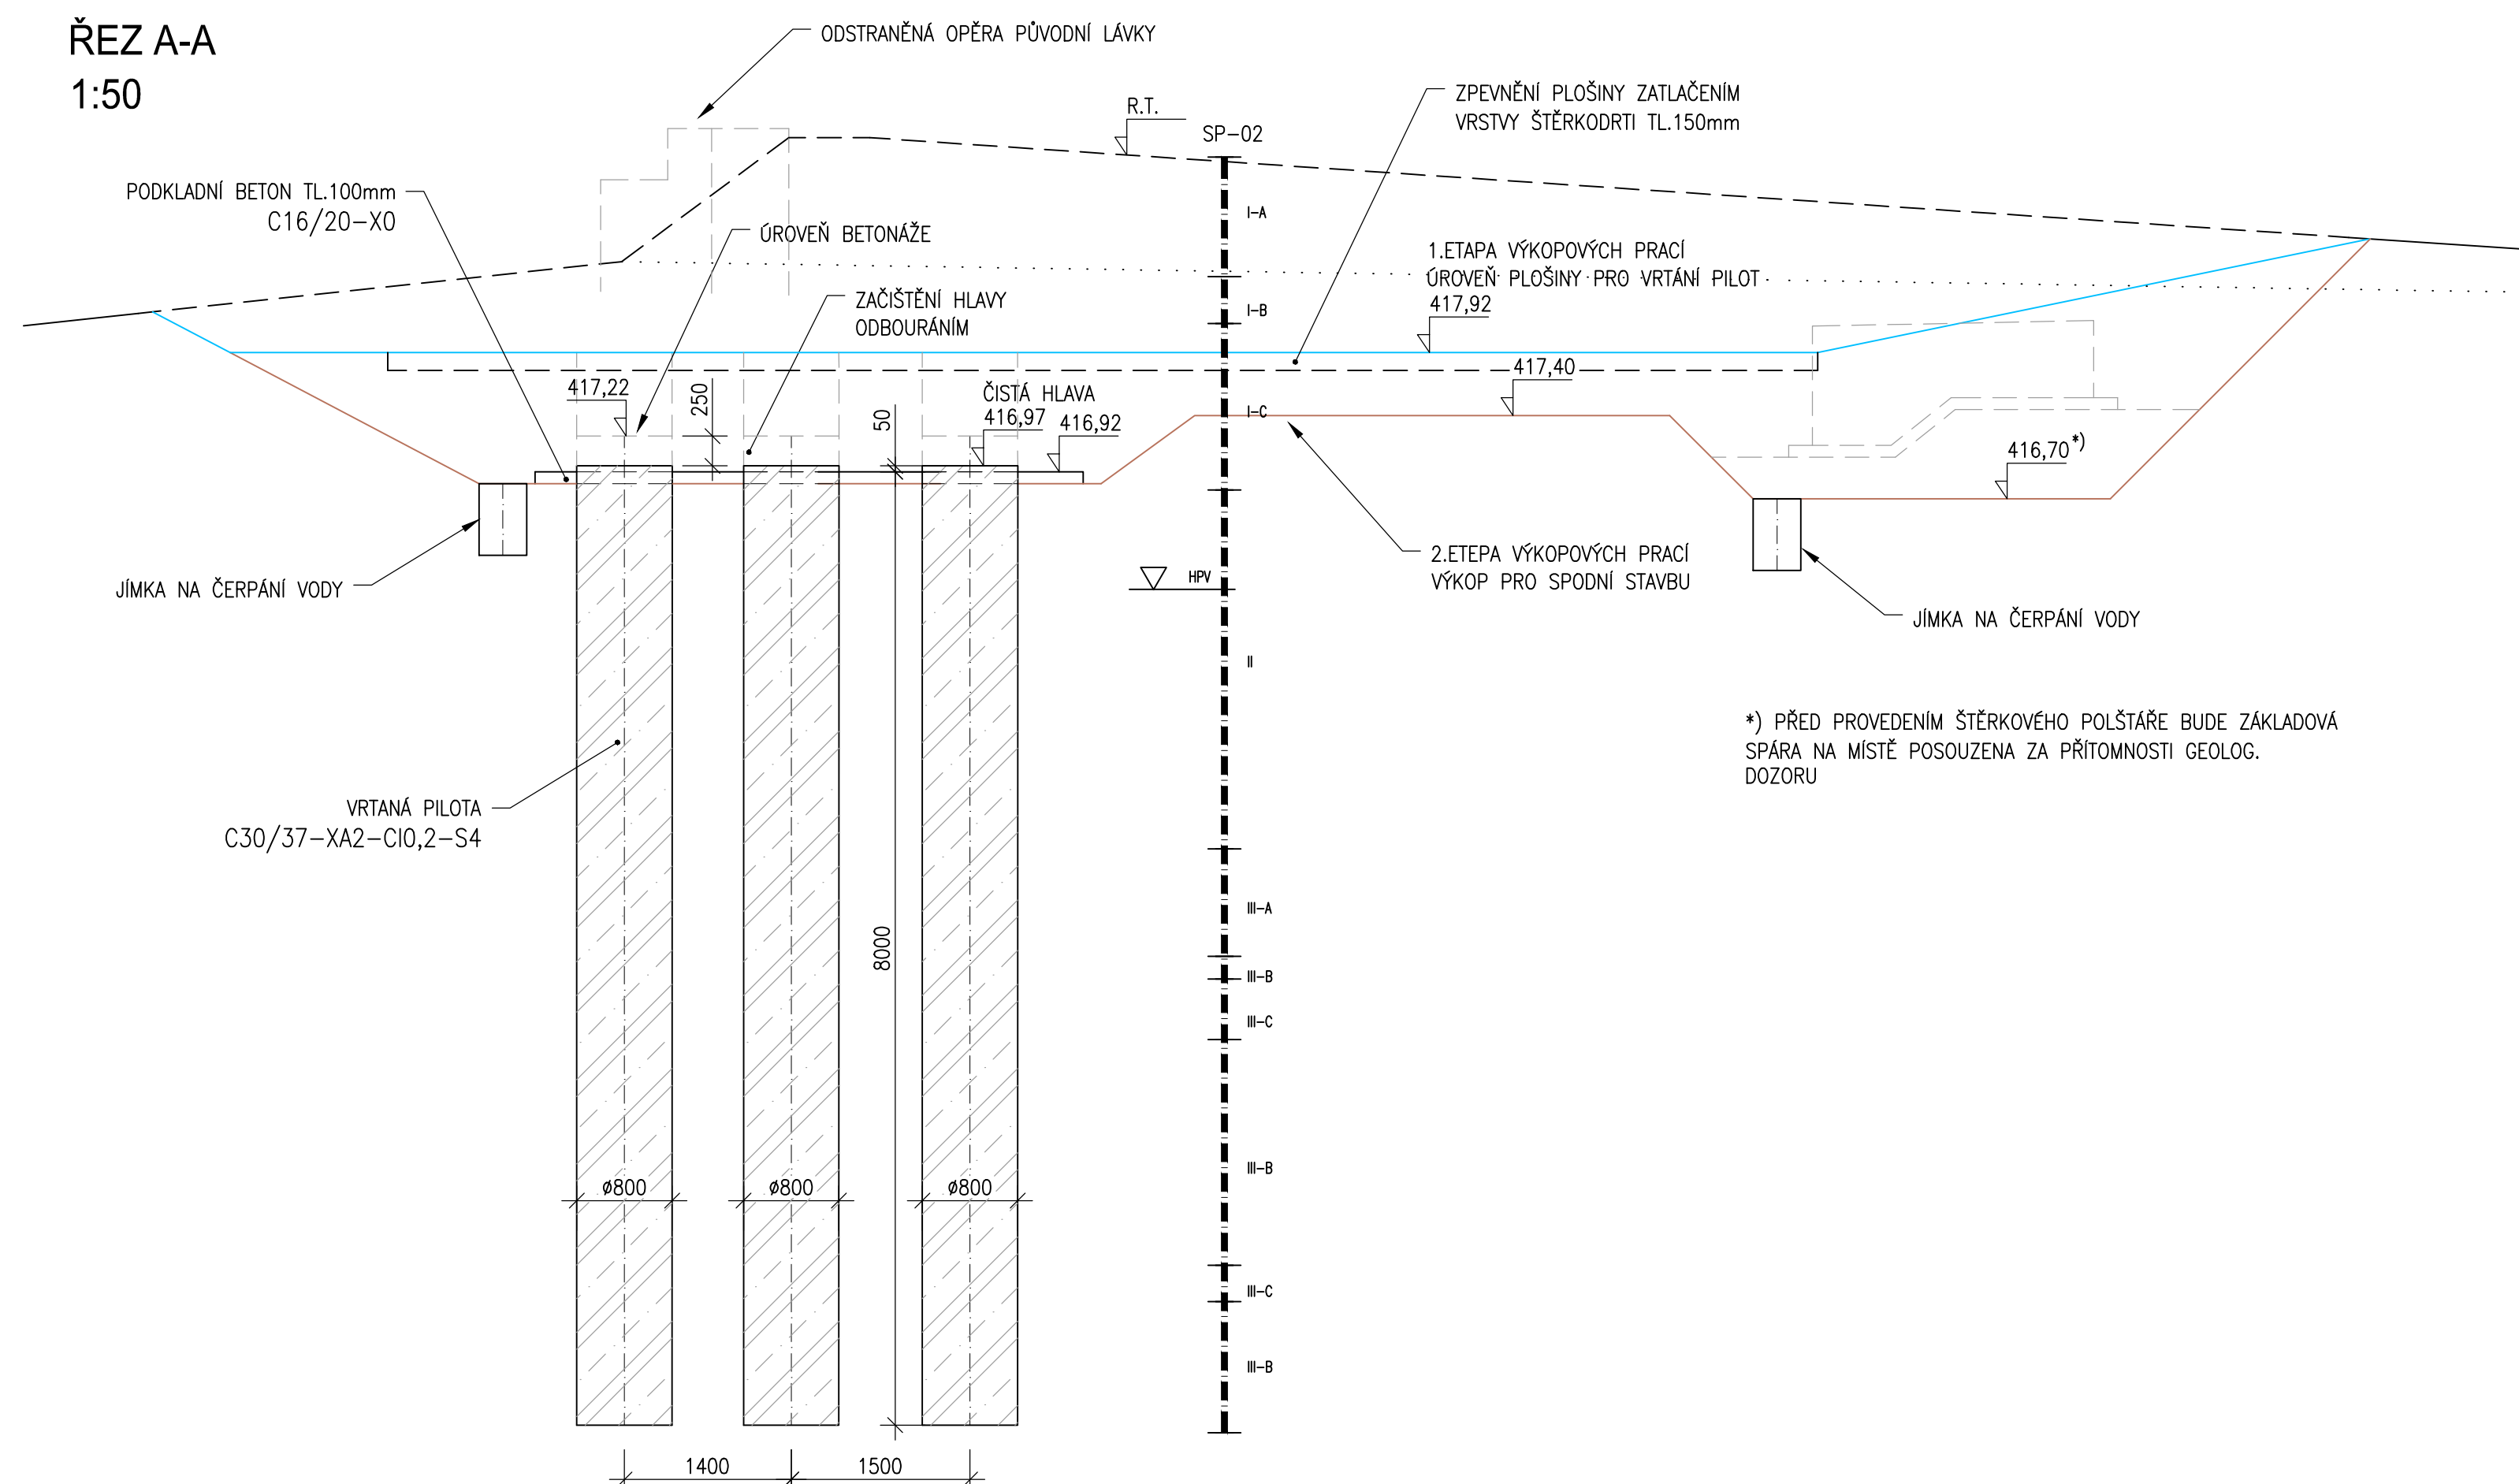 ŘEZ A-A
1:50
ODSTRANĚNÁ OPĚRA PŮVODNÍ LÁVKY
R.T.
SP-02
ZPEVNĚNÍ PLOŠINY ZATLAČENÍM
VRSTVY ŠTĚRKODRTI TL.150mm
PODKLADNÍ BETON TL.100mm
C16/20-X0
I-A
ÚROVEŇ BETONÁŽE
1.ETAPA VÝKOPOVÝCH PRACÍ
ÚROVEŇ PLOŠINY PRO VRTÁNÍ PILOT
417,92
ZAČIŠTĚNÍ HLAVY
ODBOURÁNÍM
I-B
417,22
250
ČISTÁ HLAVA
416,97
416,92
50
417,40
I-C
416,70*)
2.ETEPA VÝKOPOVÝCH PRACÍ
VÝKOP PRO SPODNÍ STAVBU
HPV
JÍMKA NA ČERPÁNÍ VODY
JÍMKA NA ČERPÁNÍ VODY
II
*) PŘED PROVEDENÍM ŠTĚRKOVÉHO POLŠTÁŘE BUDE ZÁKLADOVÁ
SPÁRA NA MÍSTĚ POSOUZENA ZA PŘÍTOMNOSTI GEOLOG.
DOZORU
VRTANÁ PILOTA
C30/37-XA2-Cl0,2-S4
8000
III-A
III-B
III-C
III-B
ø800
ø800
ø800
III-C
III-B
1400
1500